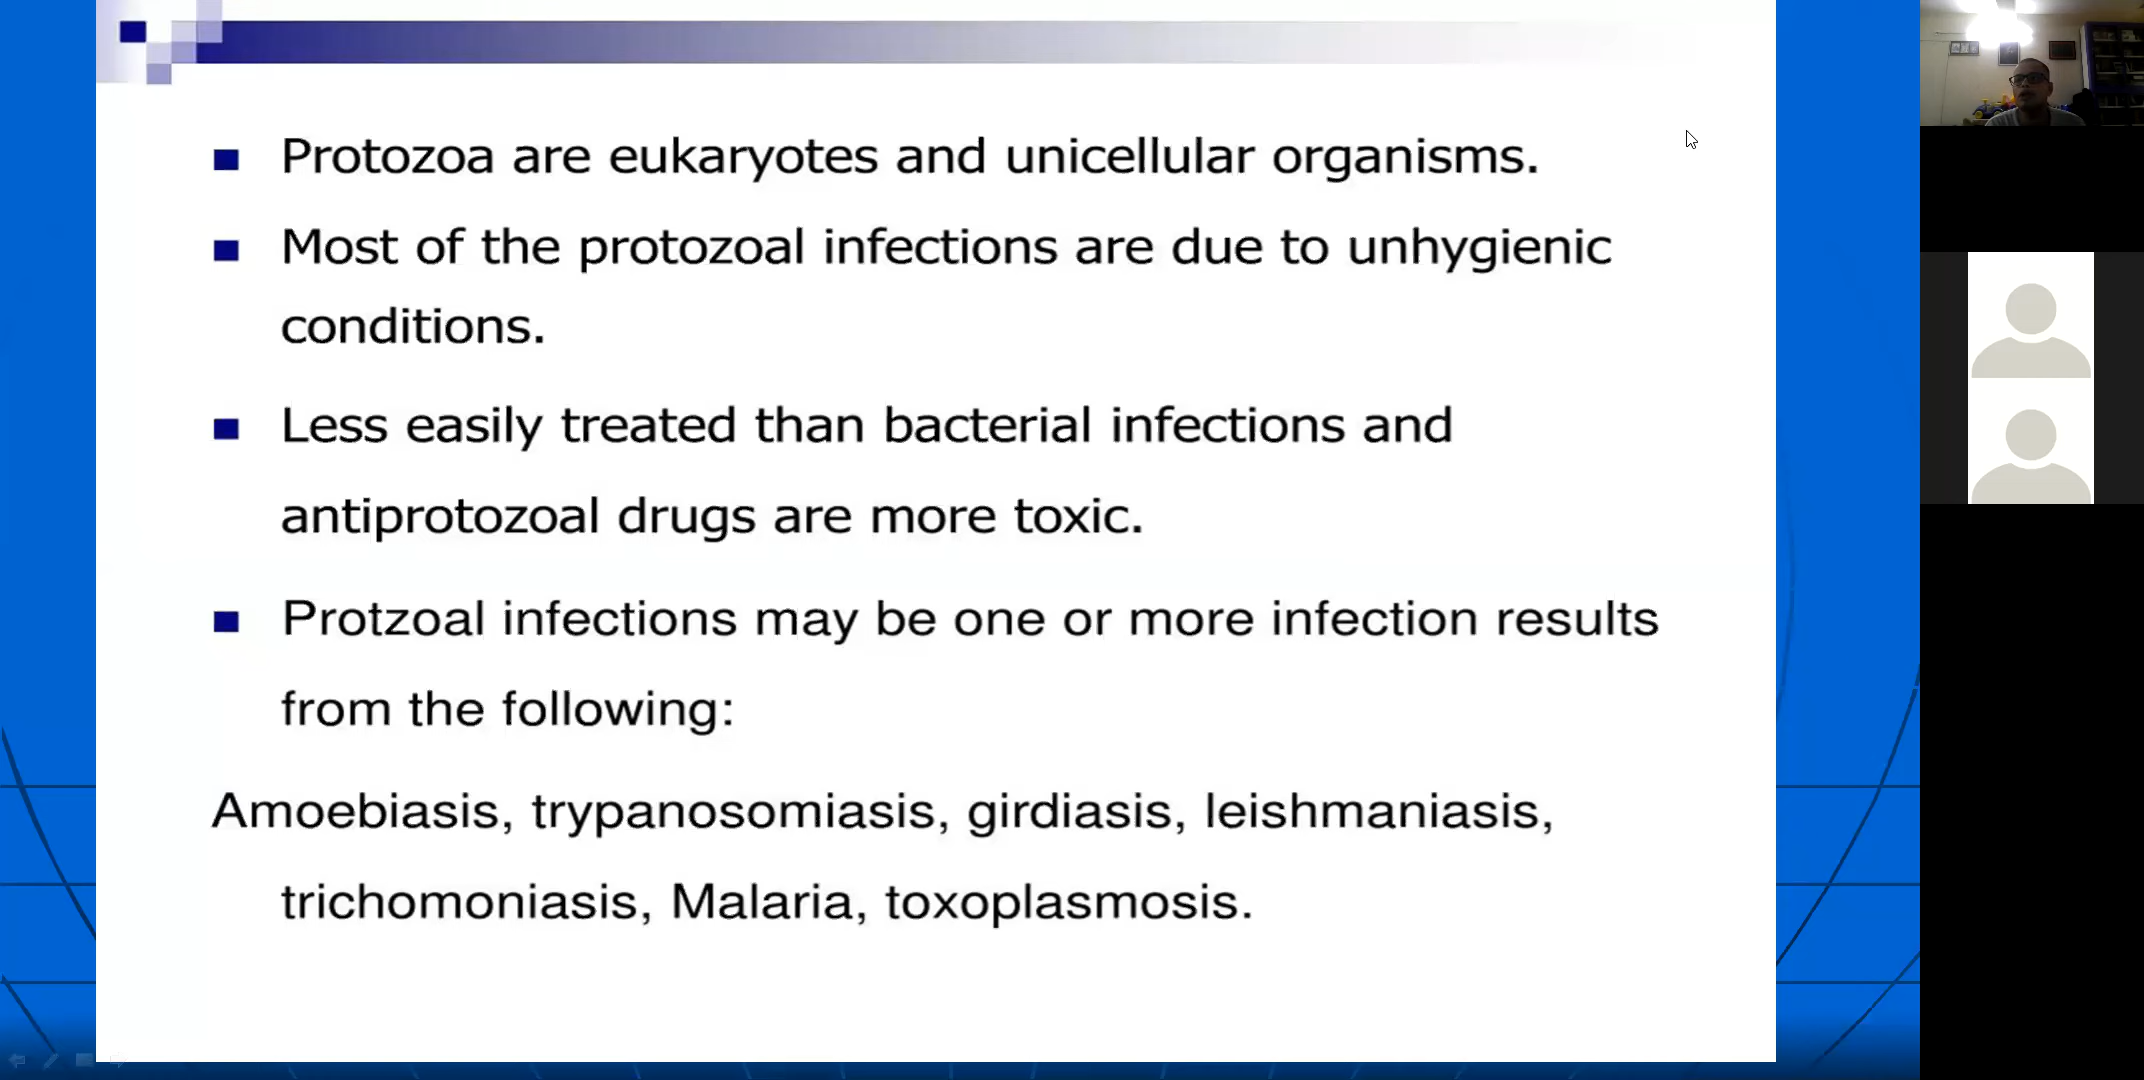 Protozoa are eukaryotes and unicellular organisms.
Most of the protozoal infections are due to unhygienic
conditions.
Less easily treated than bacterial infections and
antiprotozoal drugs are more toxic.
Protzoal infections may be one or more infection results
from the following:
Amoebiasis, trypanosomiasis, girdiasis, leishmaniasis,
trichomoniasis, Malaria, toxoplasmosis.